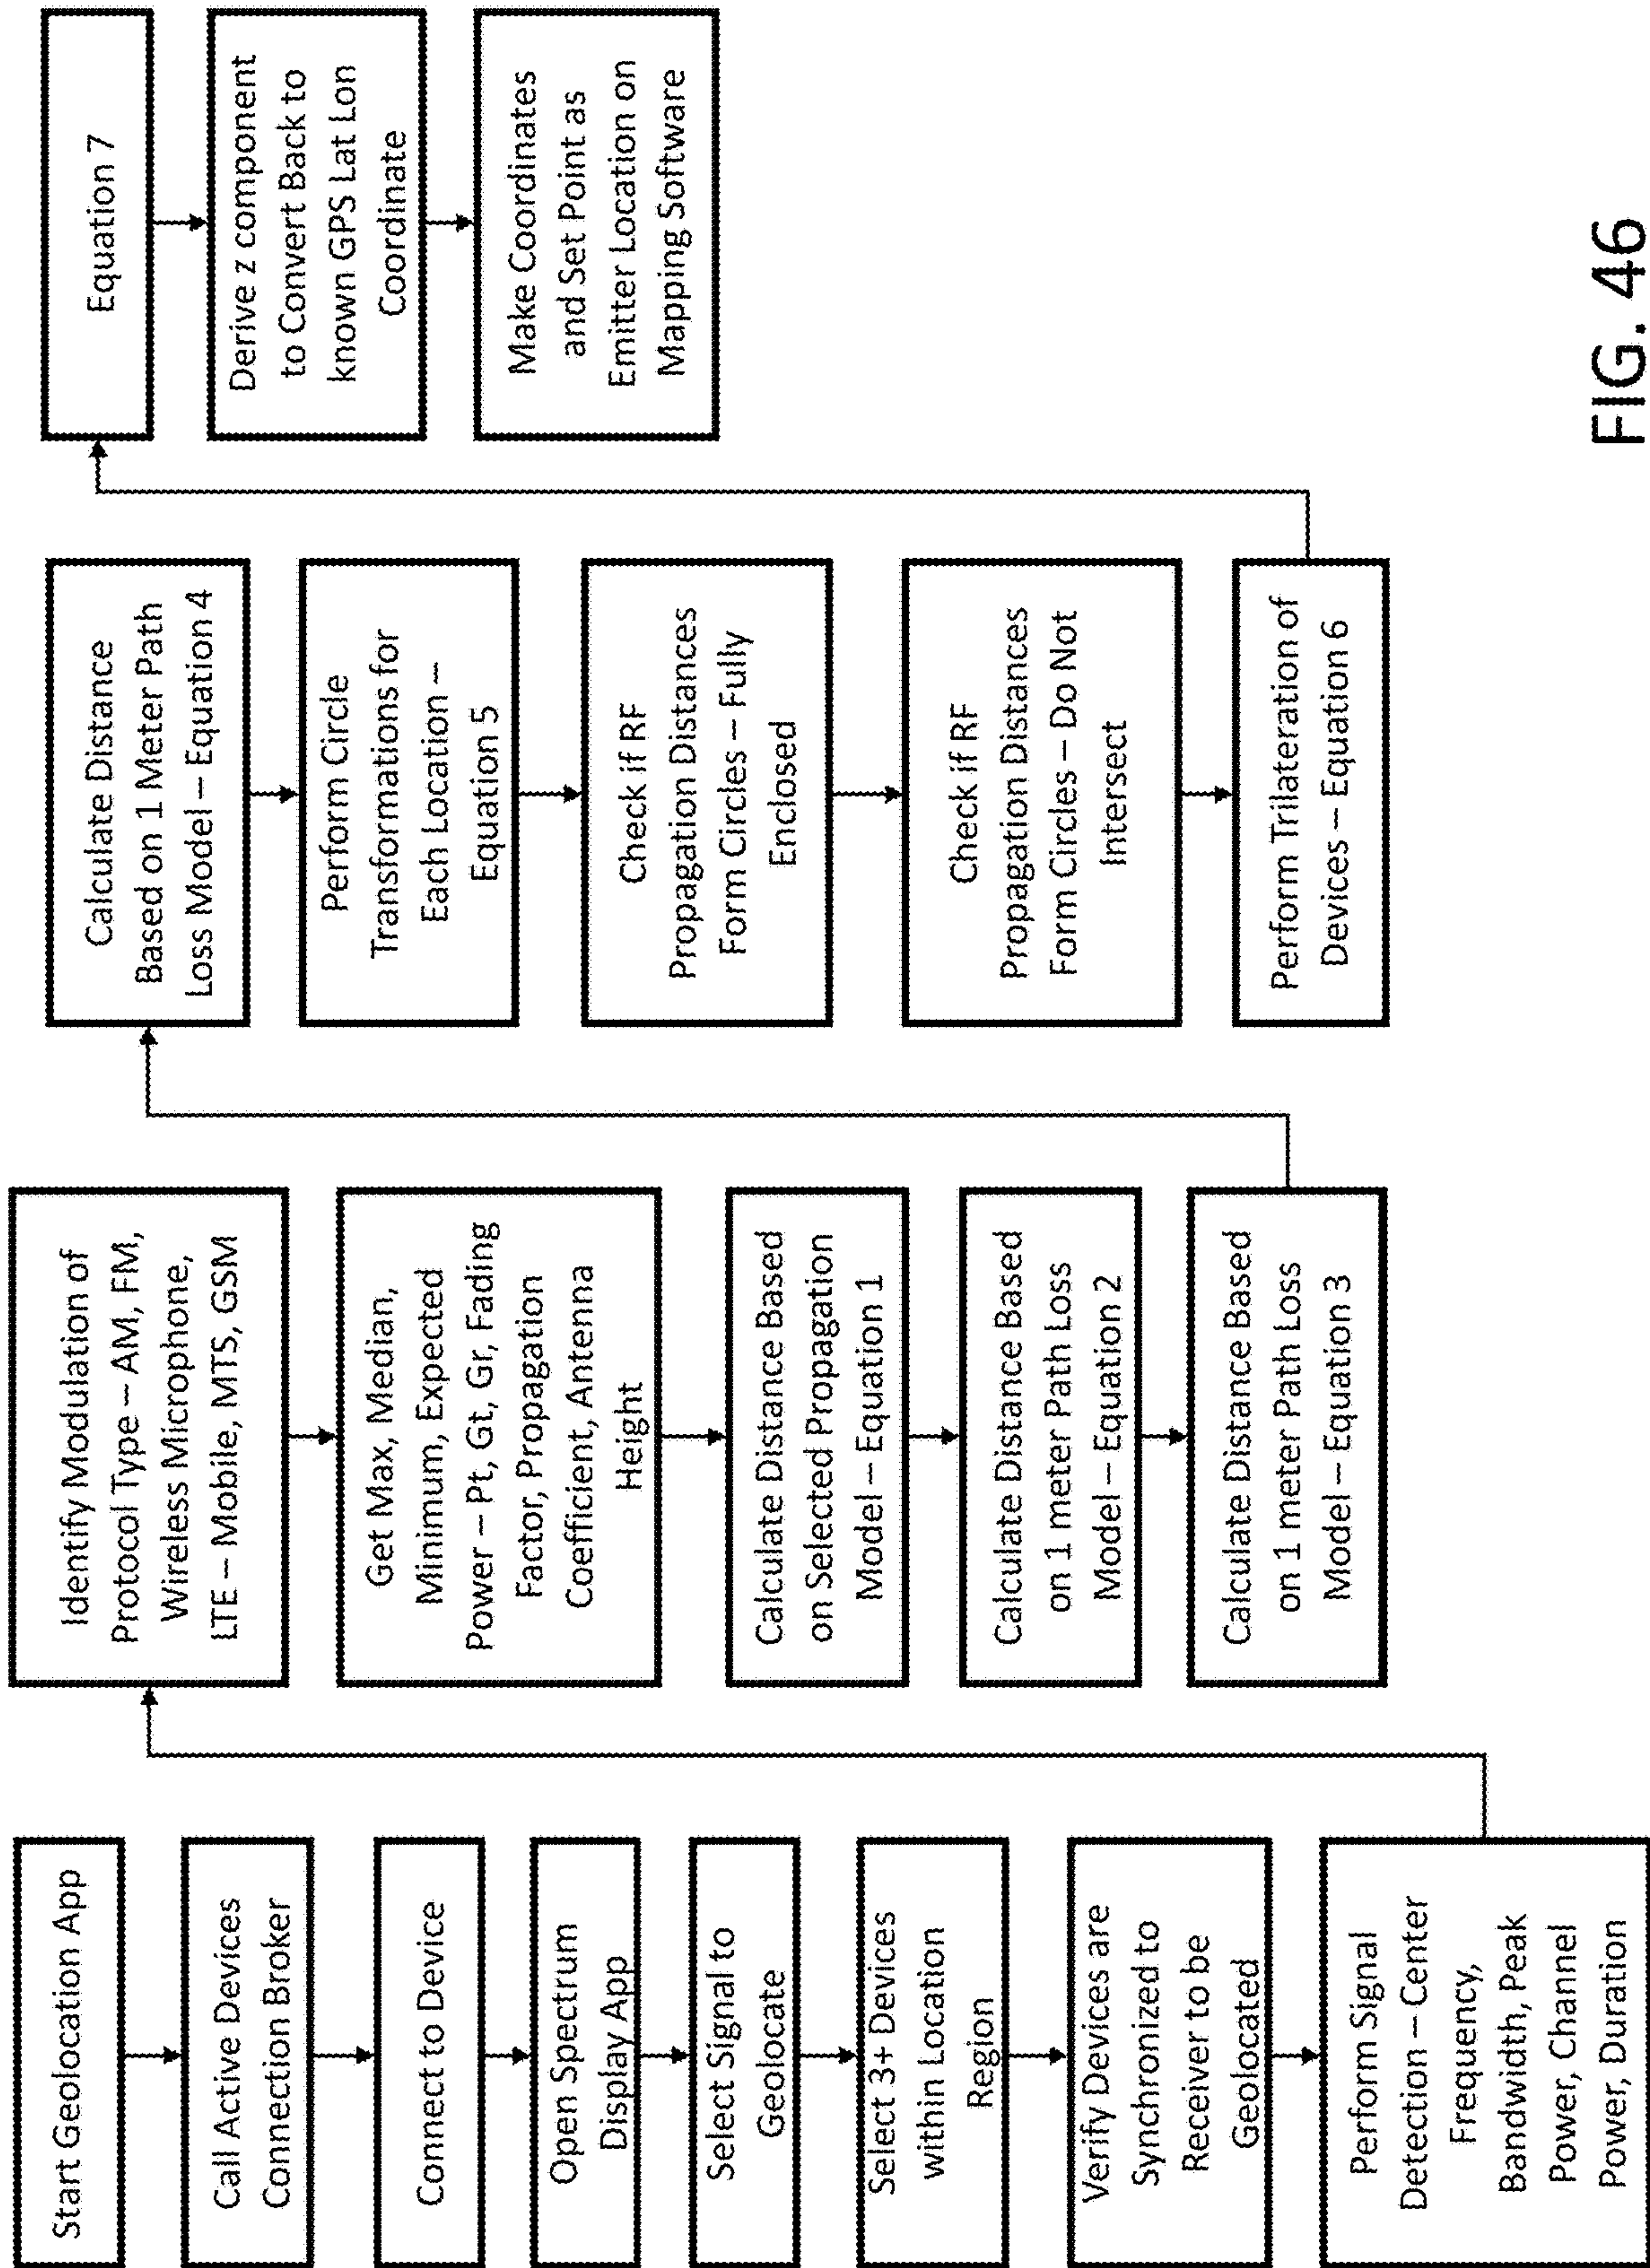 Start Geolocation App
Call Active Devices
Connection Broker
Connect to Device
Open Spectrum
Display App
Select Signal to
Geolocate
Select 3+ Devices
within Location
Region
Verify Devices are
Synchronized to
Receiver to be
Geolocated
Perform Signal
Detection – Center
Frequency,
Bandwidth, Peak
Power, Channel
Power, Duration
Identify Modulation of
Protocol Type – AM, FM,
Wireless Microphone,
LTE – Mobile, MTS, GSM
Get Max, Median,
Minimum, Expected
Power – Pt, Gt, Gr, Fading
Factor, Propagation
Coefficient, Antenna
Height
Calculate Distance Based
on Selected Propagation
Model – Equation 1
Calculate Distance Based
on 1 meter Path Loss
Model – Equation 2
Calculate Distance Based
on 1 meter Path Loss
Model – Equation 3
Calculate Distance
Based on 1 Meter Path
Loss Model – Equation 4
Perform Circle
Transformations for
Each Location –
Equation 5
Check if RF
Propagation Distances
Form Circles – Fully
Enclosed
Check if RF
Propagation Distances
Form Circles – Do Not
Intersect
Perform Trilateration of
Devices – Equation 6
Equation 7
Derive z component
to Convert Back to
known GPS Lat Lon
Coordinate
Make Coordinates
and Set Point as
Emitter Location on
Mapping Software
FIG. 46